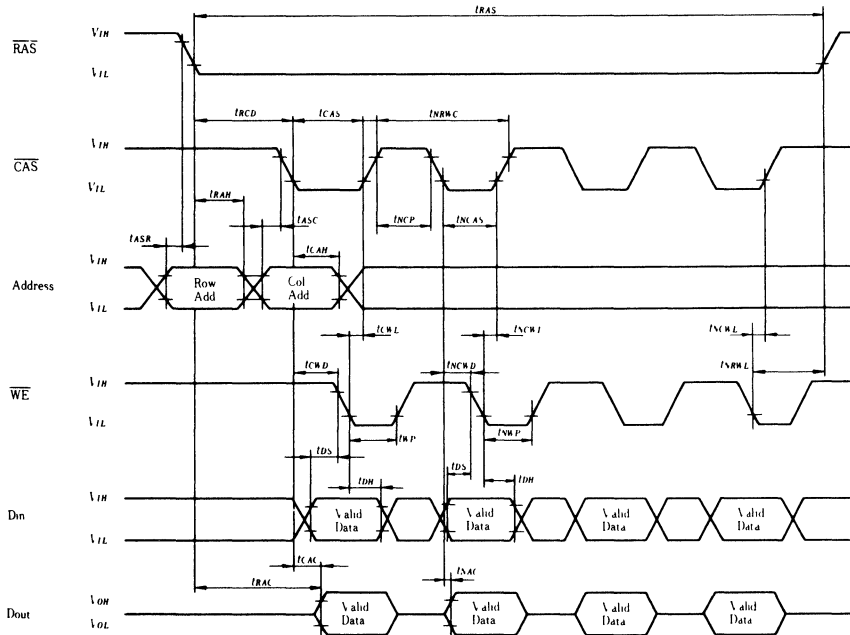 tRAS
RAS
VIH
VIL
tRCD
tCAS
tNRWC
CAS
VIH
VIL
tRAH
tASC
tNCP
tNCAS
tASR
tCAH
Address
VIH
VIL
Row
Add
Col
Add
tCWL
tNCWL
tNCWL
tCWD
tNCWD
tNRWL
WE
VIH
VIL
tWP
tNWP
tDS
tDH
tDS
tDH
Din
VIH
VIL
Valid
Data
Valid
Data
Valid
Data
Valid
Data
tCAC
tRAC
tNAC
Dout
VOH
VOL
Valid
Data
Valid
Data
Valid
Data
Valid
Data